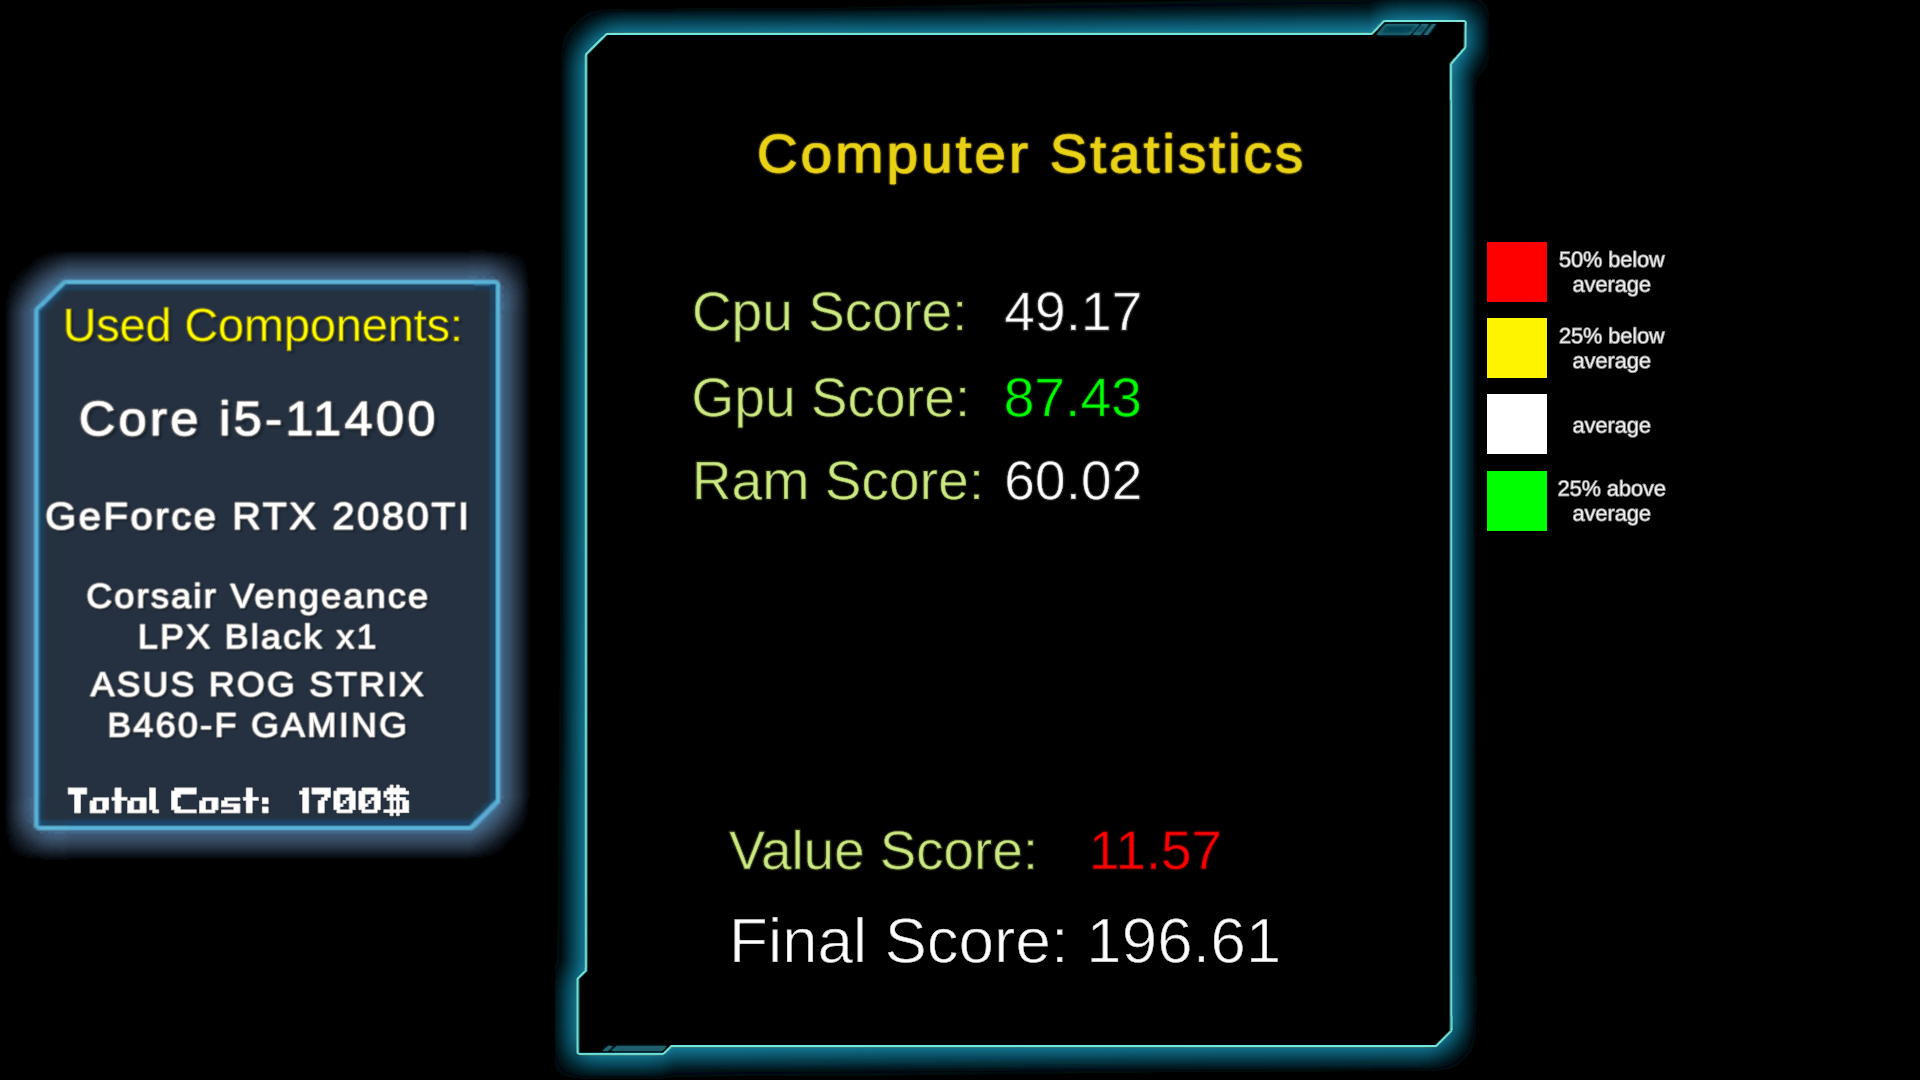 Used Components:
Core i5-11400
GeForce RTX 2080TI
Corsair Vengeance
LPX Black x1
ASUS ROG STRIX
B460-F GAMING
Total Cost: 1700$
Computer Statistics
Cpu Score: 49.17
Gpu Score: 87.43
Ram Score: 60.02
Value Score: 11.57
Final Score: 196.61
50% below
average
25% below
average
average
25% above
average